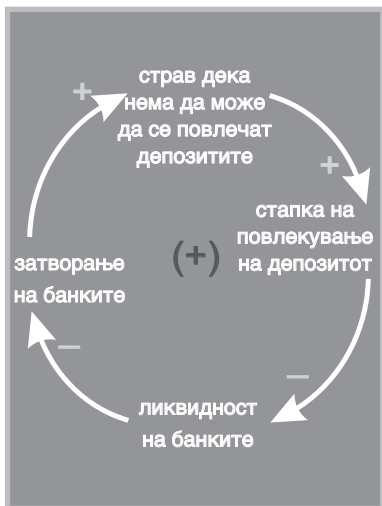 страв дека
нема да може
да се повлечат
депозитите
+
+
стапка на
повлекување
на депозитот
(+)
затворање
на банките
–
–
ликвидност
на банките